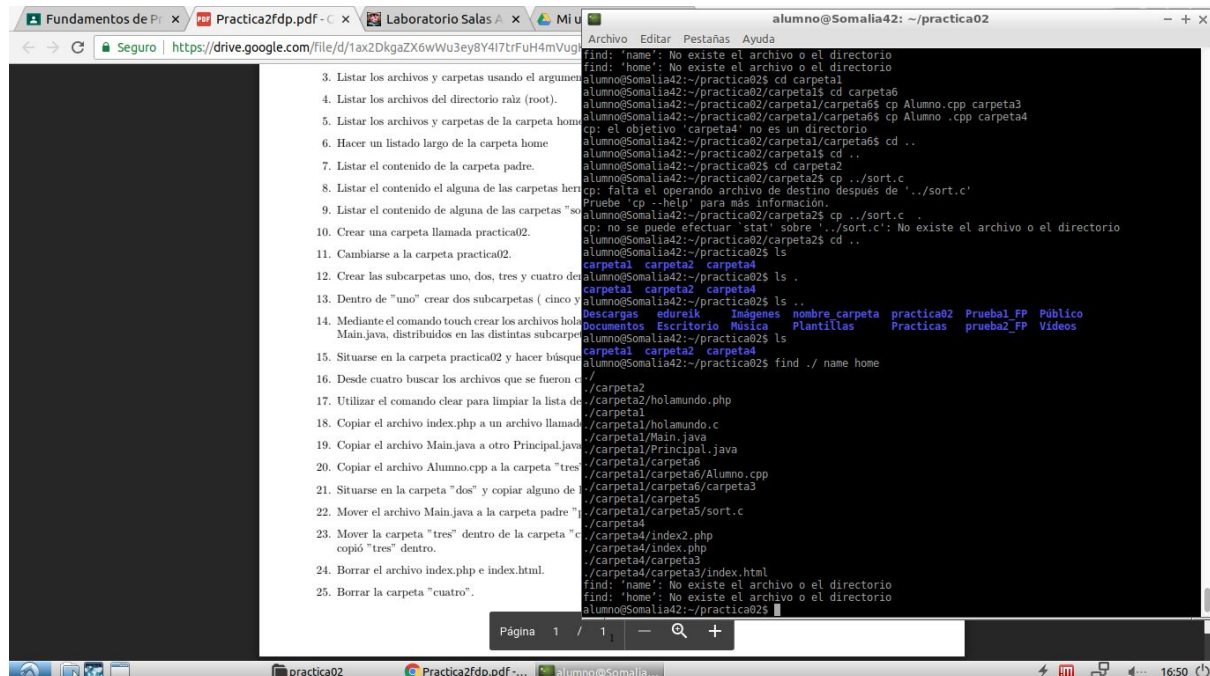 Fundamentos de Pr
Practica2fdp.pdf - G
Laboratorio Salas A
Mi u
Seguro | https://drive.google.com/file/d/1ax2DkgaZX6wWu3ey8Y4I7trFuH4mVugk
3. Listar los archivos y carpetas usando el argumen
4. Listar los archivos del directorio raìz (root).
5. Listar los archivos y carpetas de la carpeta home
6. Hacer un listado largo de la carpeta home
7. Listar el contenido de la carpeta padre.
8. Listar el contenido el alguna de las carpetas herr
9. Listar el contenido de alguna de las carpetas "so
10. Crear una carpeta llamada practica02.
11. Cambiarse a la carpeta practica02.
12. Crear las subcarpetas uno, dos, tres y cuatro den
13. Dentro de "uno" crear dos subcarpetas ( cinco y
14. Mediante el comando touch crear los archivos hola
Main.java, distribuidos en las distintas subcarpet
15. Situarse en la carpeta practica02 y hacer búsque
16. Desde cuatro buscar los archivos que se fueron c
17. Utilizar el comando clear para limpiar la lista de
18. Copiar el archivo index.php a un archivo llamado
19. Copiar el archivo Main.java a otro Principal.java
20. Copiar el archivo Alumno.cpp a la carpeta "tres"
21. Situarse en la carpeta "dos" y copiar alguno de l
22. Mover el archivo Main.java a la carpeta padre "p
23. Mover la carpeta "tres" dentro de la carpeta "c
copió "tres" dentro.
24. Borrar el archivo index.php e index.html.
25. Borrar la carpeta "cuatro".
Página 1 / 1
1
alumno@Somalia42: ~/practica02
Archivo Editar Pestañas Ayuda
find: ‘name’: No existe el archivo o el directorio
find: ‘home’: No existe el archivo o el directorio
alumno@Somalia42:~/practica02$ cd carpeta1
alumno@Somalia42:~/practica02/carpeta1$ cd carpeta6
alumno@Somalia42:~/practica02/carpeta1/carpeta6$ cp Alumno.cpp carpeta3
alumno@Somalia42:~/practica02/carpeta1/carpeta6$ cp Alumno .cpp carpeta4
cp: el objetivo 'carpeta4' no es un directorio
alumno@Somalia42:~/practica02/carpeta1/carpeta6$ cd ..
alumno@Somalia42:~/practica02/carpeta1$ cd ..
alumno@Somalia42:~/practica02$ cd carpeta2
alumno@Somalia42:~/practica02/carpeta2$ cp ../sort.c
cp: falta el operando archivo de destino después de '../sort.c'
Pruebe 'cp --help' para más información.
alumno@Somalia42:~/practica02/carpeta2$ cp ../sort.c .
cp: no se puede efectuar `stat' sobre '../sort.c': No existe el archivo o el directorio
alumno@Somalia42:~/practica02/carpeta2$ cd ..
alumno@Somalia42:~/practica02$ ls
carpeta1 carpeta2 carpeta4
alumno@Somalia42:~/practica02$ ls .
carpeta1 carpeta2 carpeta4
alumno@Somalia42:~/practica02$ ls ..
Descargas edureik Imágenes nombre_carpeta practica02 Prueba1_FP Público
Documentos Escritorio Música Plantillas Practicas prueba2_FP Vídeos
alumno@Somalia42:~/practica02$ ls
carpeta1 carpeta2 carpeta4
alumno@Somalia42:~/practica02$ find ./ name home
./
./carpeta2
./carpeta2/holamundo.php
./carpeta1
./carpeta1/holamundo.c
./carpeta1/Main.java
./carpeta1/Principal.java
./carpeta1/carpeta6
./carpeta1/carpeta6/Alumno.cpp
./carpeta1/carpeta6/carpeta3
./carpeta1/carpeta5
./carpeta1/carpeta5/sort.c
./carpeta4
./carpeta4/index2.php
./carpeta4/index.php
./carpeta4/carpeta3
./carpeta4/carpeta3/index.html
find: ‘name’: No existe el archivo o el directorio
find: ‘home’: No existe el archivo o el directorio
alumno@Somalia42:~/practica02$
practica02
Practica2fdp.pdf -...
alumno@Somalia...
16:50